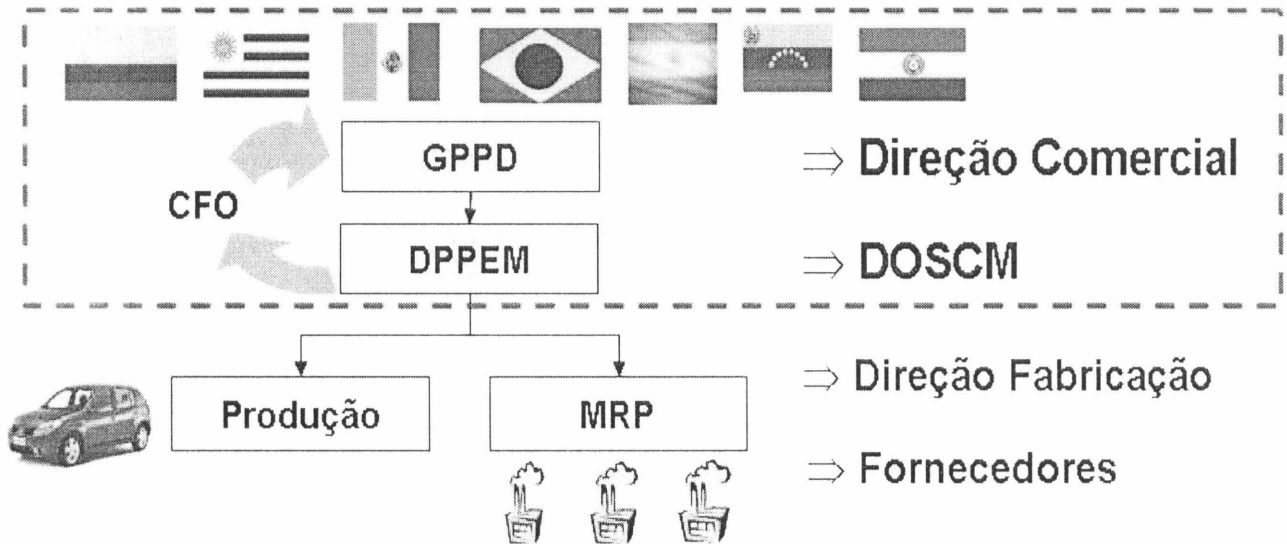 GPPD
⇒ Direção Comercial
CFO
DPPEM
⇒ DOSCM
Produção
MRP
⇒ Direção Fabricação
⇒ Fornecedores